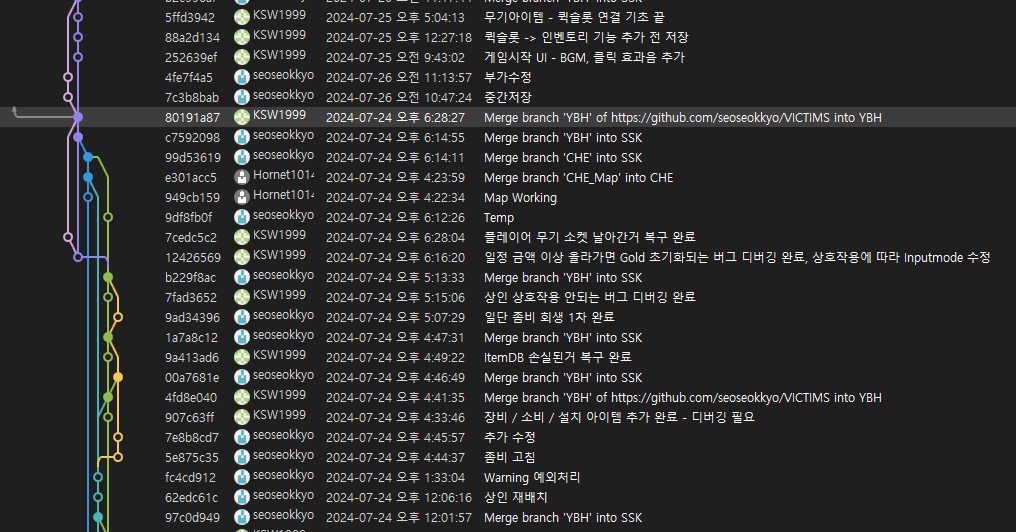 5ffd3942 KSW1999 2024-07-25 오후 5:04:13 무기아이템 - 퀵슬롯 연결 기초 끝
88a2d134 KSW1999 2024-07-25 오후 12:27:18 퀵슬롯 -> 인벤토리 기능 추가 전 저장
252639ef KSW1999 2024-07-25 오전 9:43:02 게임시작 UI - BGM, 클릭 효과음 추가
4fe7f4a5 seoseokkyo 2024-07-26 오전 11:13:57 부가수정
7c3b8bab seoseokkyo 2024-07-26 오전 10:47:24 중간저장
80191a87 KSW1999 2024-07-24 오후 6:28:27 Merge branch 'YBH' of https://github.com/seoseokkyo/VICTIMS into YBH
c7592098 seoseokkyo 2024-07-24 오후 6:14:55 Merge branch 'YBH' into SSK
99d53619 seoseokkyo 2024-07-24 오후 6:14:11 Merge branch 'CHE' into SSK
e301acc5 Hornet1014 2024-07-24 오후 4:23:59 Merge branch 'CHE_Map' into CHE
949cb159 Hornet1014 2024-07-24 오후 4:22:34 Map Working
9df8fb0f seoseokkyo 2024-07-24 오후 6:12:26 Temp
7cedc5c2 KSW1999 2024-07-24 오후 6:28:04 플레이어 무기 소켓 날아간거 복구 완료
12426569 KSW1999 2024-07-24 오후 6:16:20 일정 금액 이상 올라가면 Gold 초기화되는 버그 디버깅 완료, 상호작용에 따라 Inputmode 수정
b229f8ac seoseokkyo 2024-07-24 오후 5:13:33 Merge branch 'YBH' into SSK
7fad3652 KSW1999 2024-07-24 오후 5:15:06 상인 상호작용 안되는 버그 디버깅 완료
9ad34396 seoseokkyo 2024-07-24 오후 5:07:29 일단 좀비 회생 1차 완료
1a7a8c12 seoseokkyo 2024-07-24 오후 4:47:31 Merge branch 'YBH' into SSK
9a413ad6 KSW1999 2024-07-24 오후 4:49:22 ItemDB 손실된거 복구 완료
00a7681e seoseokkyo 2024-07-24 오후 4:46:49 Merge branch 'YBH' into SSK
4fd8e040 KSW1999 2024-07-24 오후 4:41:35 Merge branch 'YBH' of https://github.com/seoseokkyo/VICTIMS into YBH
907c63ff KSW1999 2024-07-24 오후 4:33:46 장비 / 소비 / 설치 아이템 추가 완료 - 디버깅 필요
7e8b8cd7 seoseokkyo 2024-07-24 오후 4:45:57 추가 수정
5e875c35 seoseokkyo 2024-07-24 오후 4:44:37 좀비 고침
fc4cd912 seoseokkyo 2024-07-24 오후 1:33:04 Warning 예외처리
62edc61c seoseokkyo 2024-07-24 오후 12:06:16 상인 재배치
97c0d949 seoseokkyo 2024-07-24 오후 12:01:57 Merge branch 'YBH' into SSK